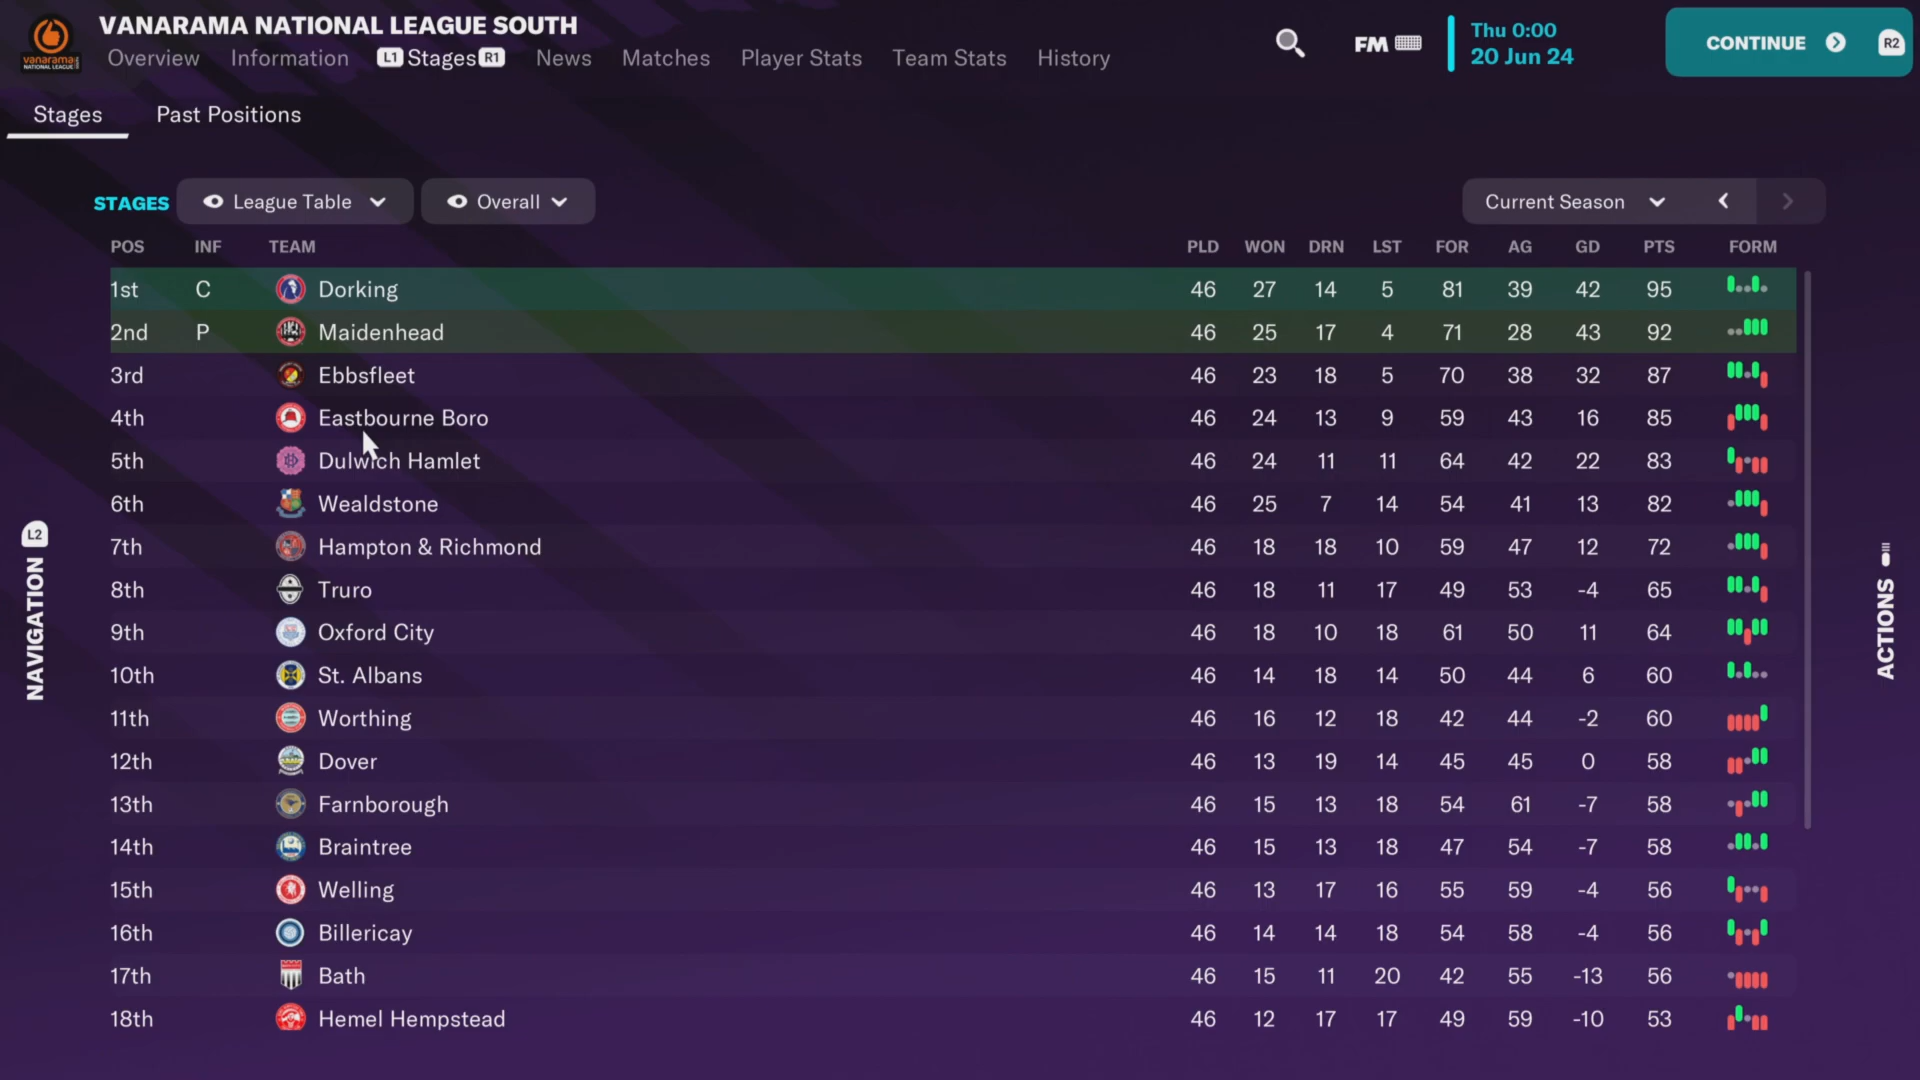 VANARAMA NATIONAL LEAGUE SOUTH
Overview Information L1 Stages R1 News Matches Player Stats Team Stats History
FM
Thu 0:00
20 Jun 24
CONTINUE R2
vanarama
NATIONAL LEAGUE
Stages Past Positions
STAGES League Table Overall Current Season
POS INF TEAM PLD WON DRN LST FOR AG GD PTS FORM
1st C Dorking 46 27 14 5 81 39 42 95
2nd P Maidenhead 46 25 17 4 71 28 43 92
3rd Ebbsfleet 46 23 18 5 70 38 32 87
4th Eastbourne Boro 46 24 13 9 59 43 16 85
5th Dulwich Hamlet 46 24 11 11 64 42 22 83
6th Wealdstone 46 25 7 14 54 41 13 82
7th Hampton & Richmond 46 18 18 10 59 47 12 72
8th Truro 46 18 11 17 49 53 -4 65
9th Oxford City 46 18 10 18 61 50 11 64
10th St. Albans 46 14 18 14 50 44 6 60
11th Worthing 46 16 12 18 42 44 -2 60
12th Dover 46 13 19 14 45 45 0 58
13th Farnborough 46 15 13 18 54 61 -7 58
14th Braintree 46 15 13 18 47 54 -7 58
15th Welling 46 13 17 16 55 59 -4 56
16th Billericay 46 14 14 18 54 58 -4 56
17th Bath 46 15 11 20 42 55 -13 56
18th Hemel Hempstead 46 12 17 17 49 59 -10 53
NAVIGATION L2
ACTIONS